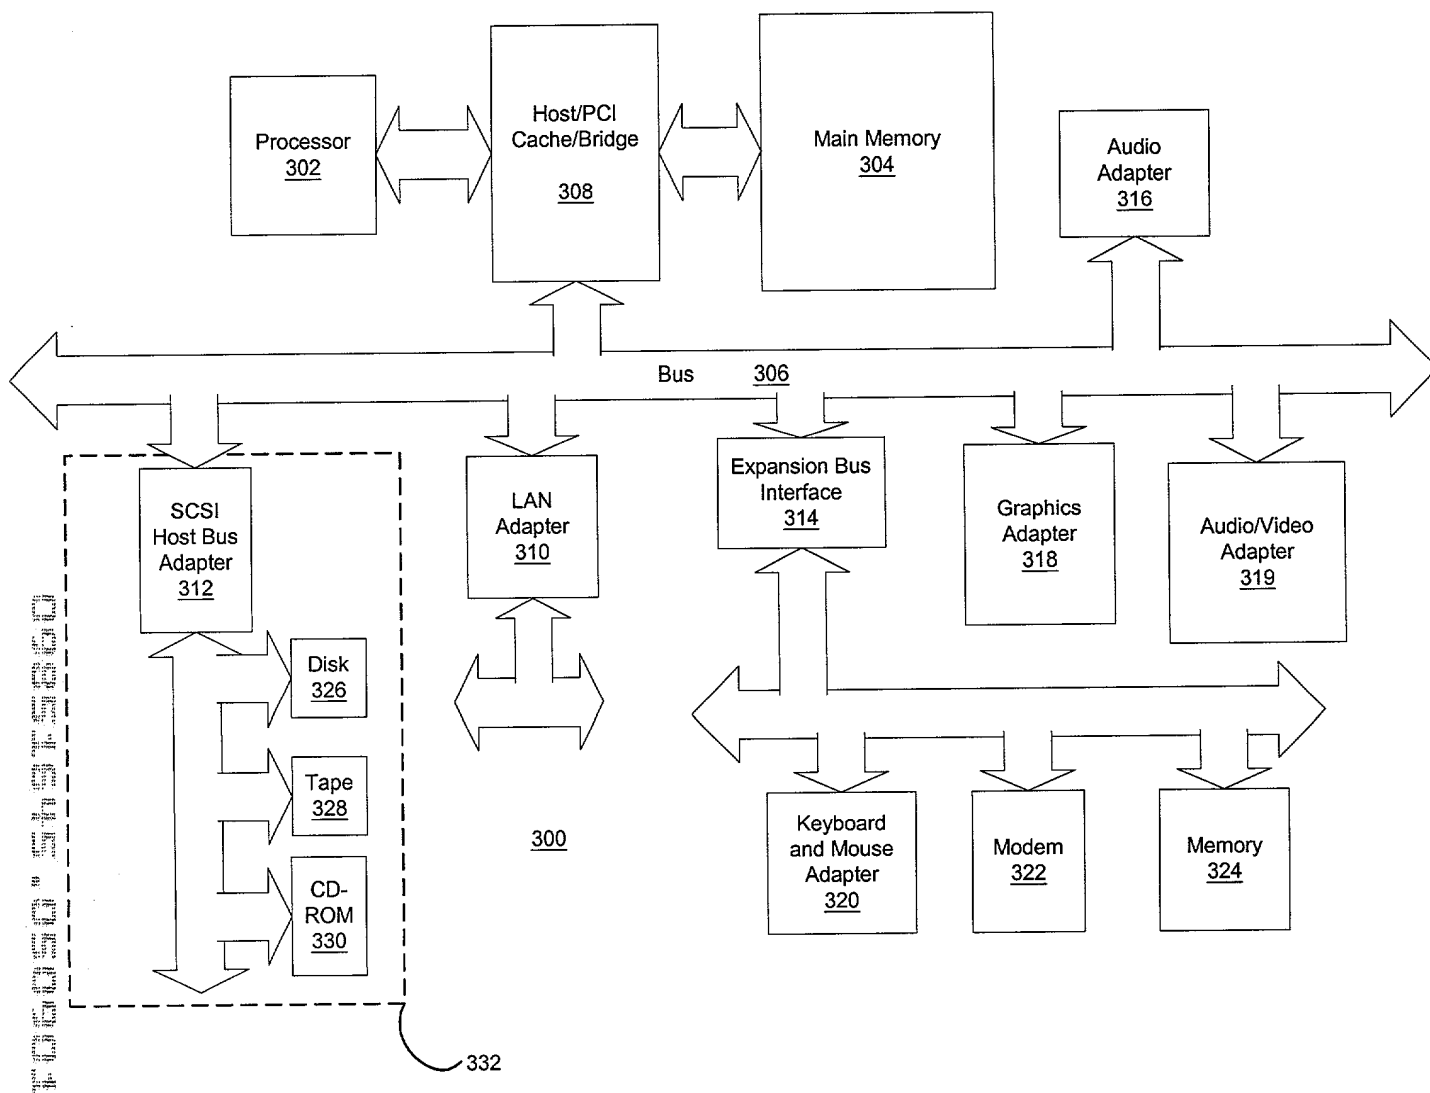 Processor
302
Host/PCI
Cache/Bridge
308
Main Memory
304
Audio
Adapter
316
Bus 306
SCSI
Host Bus
Adapter
312
LAN
Adapter
310
Expansion Bus
Interface
314
Graphics
Adapter
318
Audio/Video
Adapter
319
Disk
326
Tape
328
CD-
ROM
330
300
Keyboard
and Mouse
Adapter
320
Modem
322
Memory
324
332